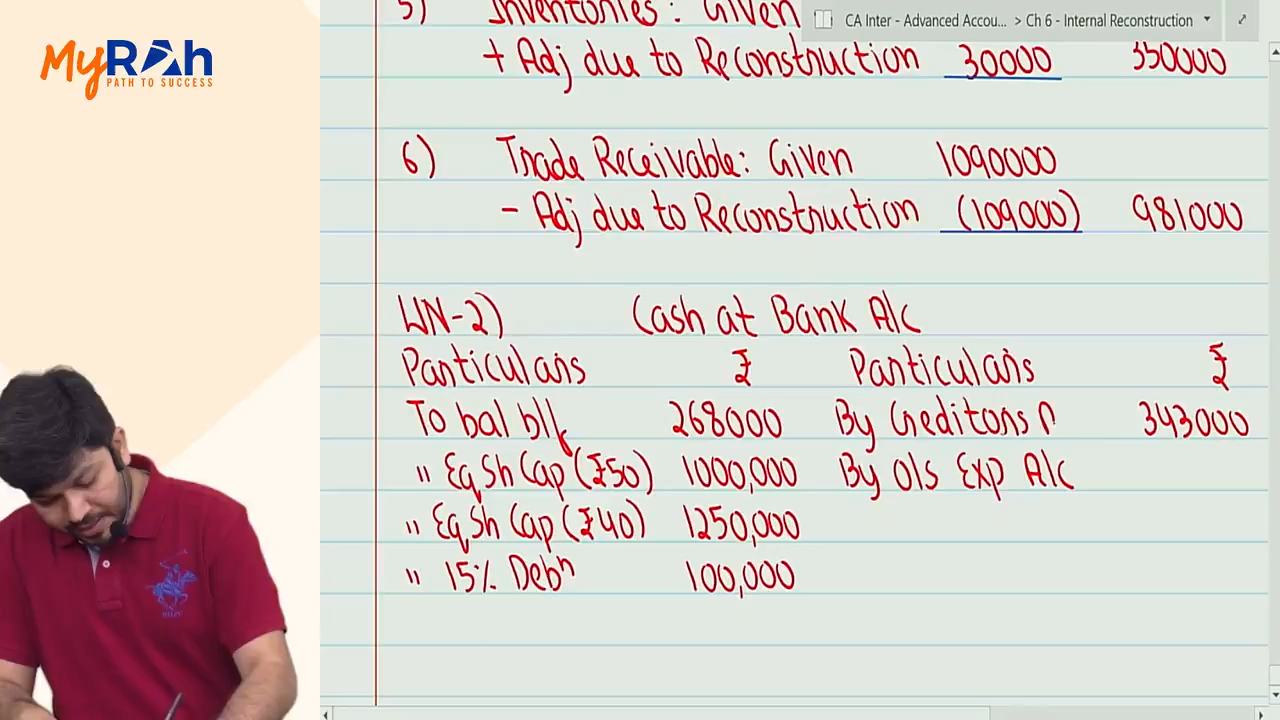 MyRAh
PATH TO SUCCESS
CA Inter - Advanced Accou... > Ch 6 - Internal Reconstruction
5) Inventories: Given
+ Adj due to Reconstruction 30000 350000
6) Trade Receivable: Given 1090000
- Adj due to Reconstruction (109000) 981000
WN-2) Cash at Bank A/c
Particulars ₹ Particulars ₹
To bal b/f 268000 By Creditors A 343000
" Eq Sh Cap (₹50) 1000,000 By O/s Exp A/c
" Eq Sh Cap (₹40) 1250,000
" 15% Debn 100,000